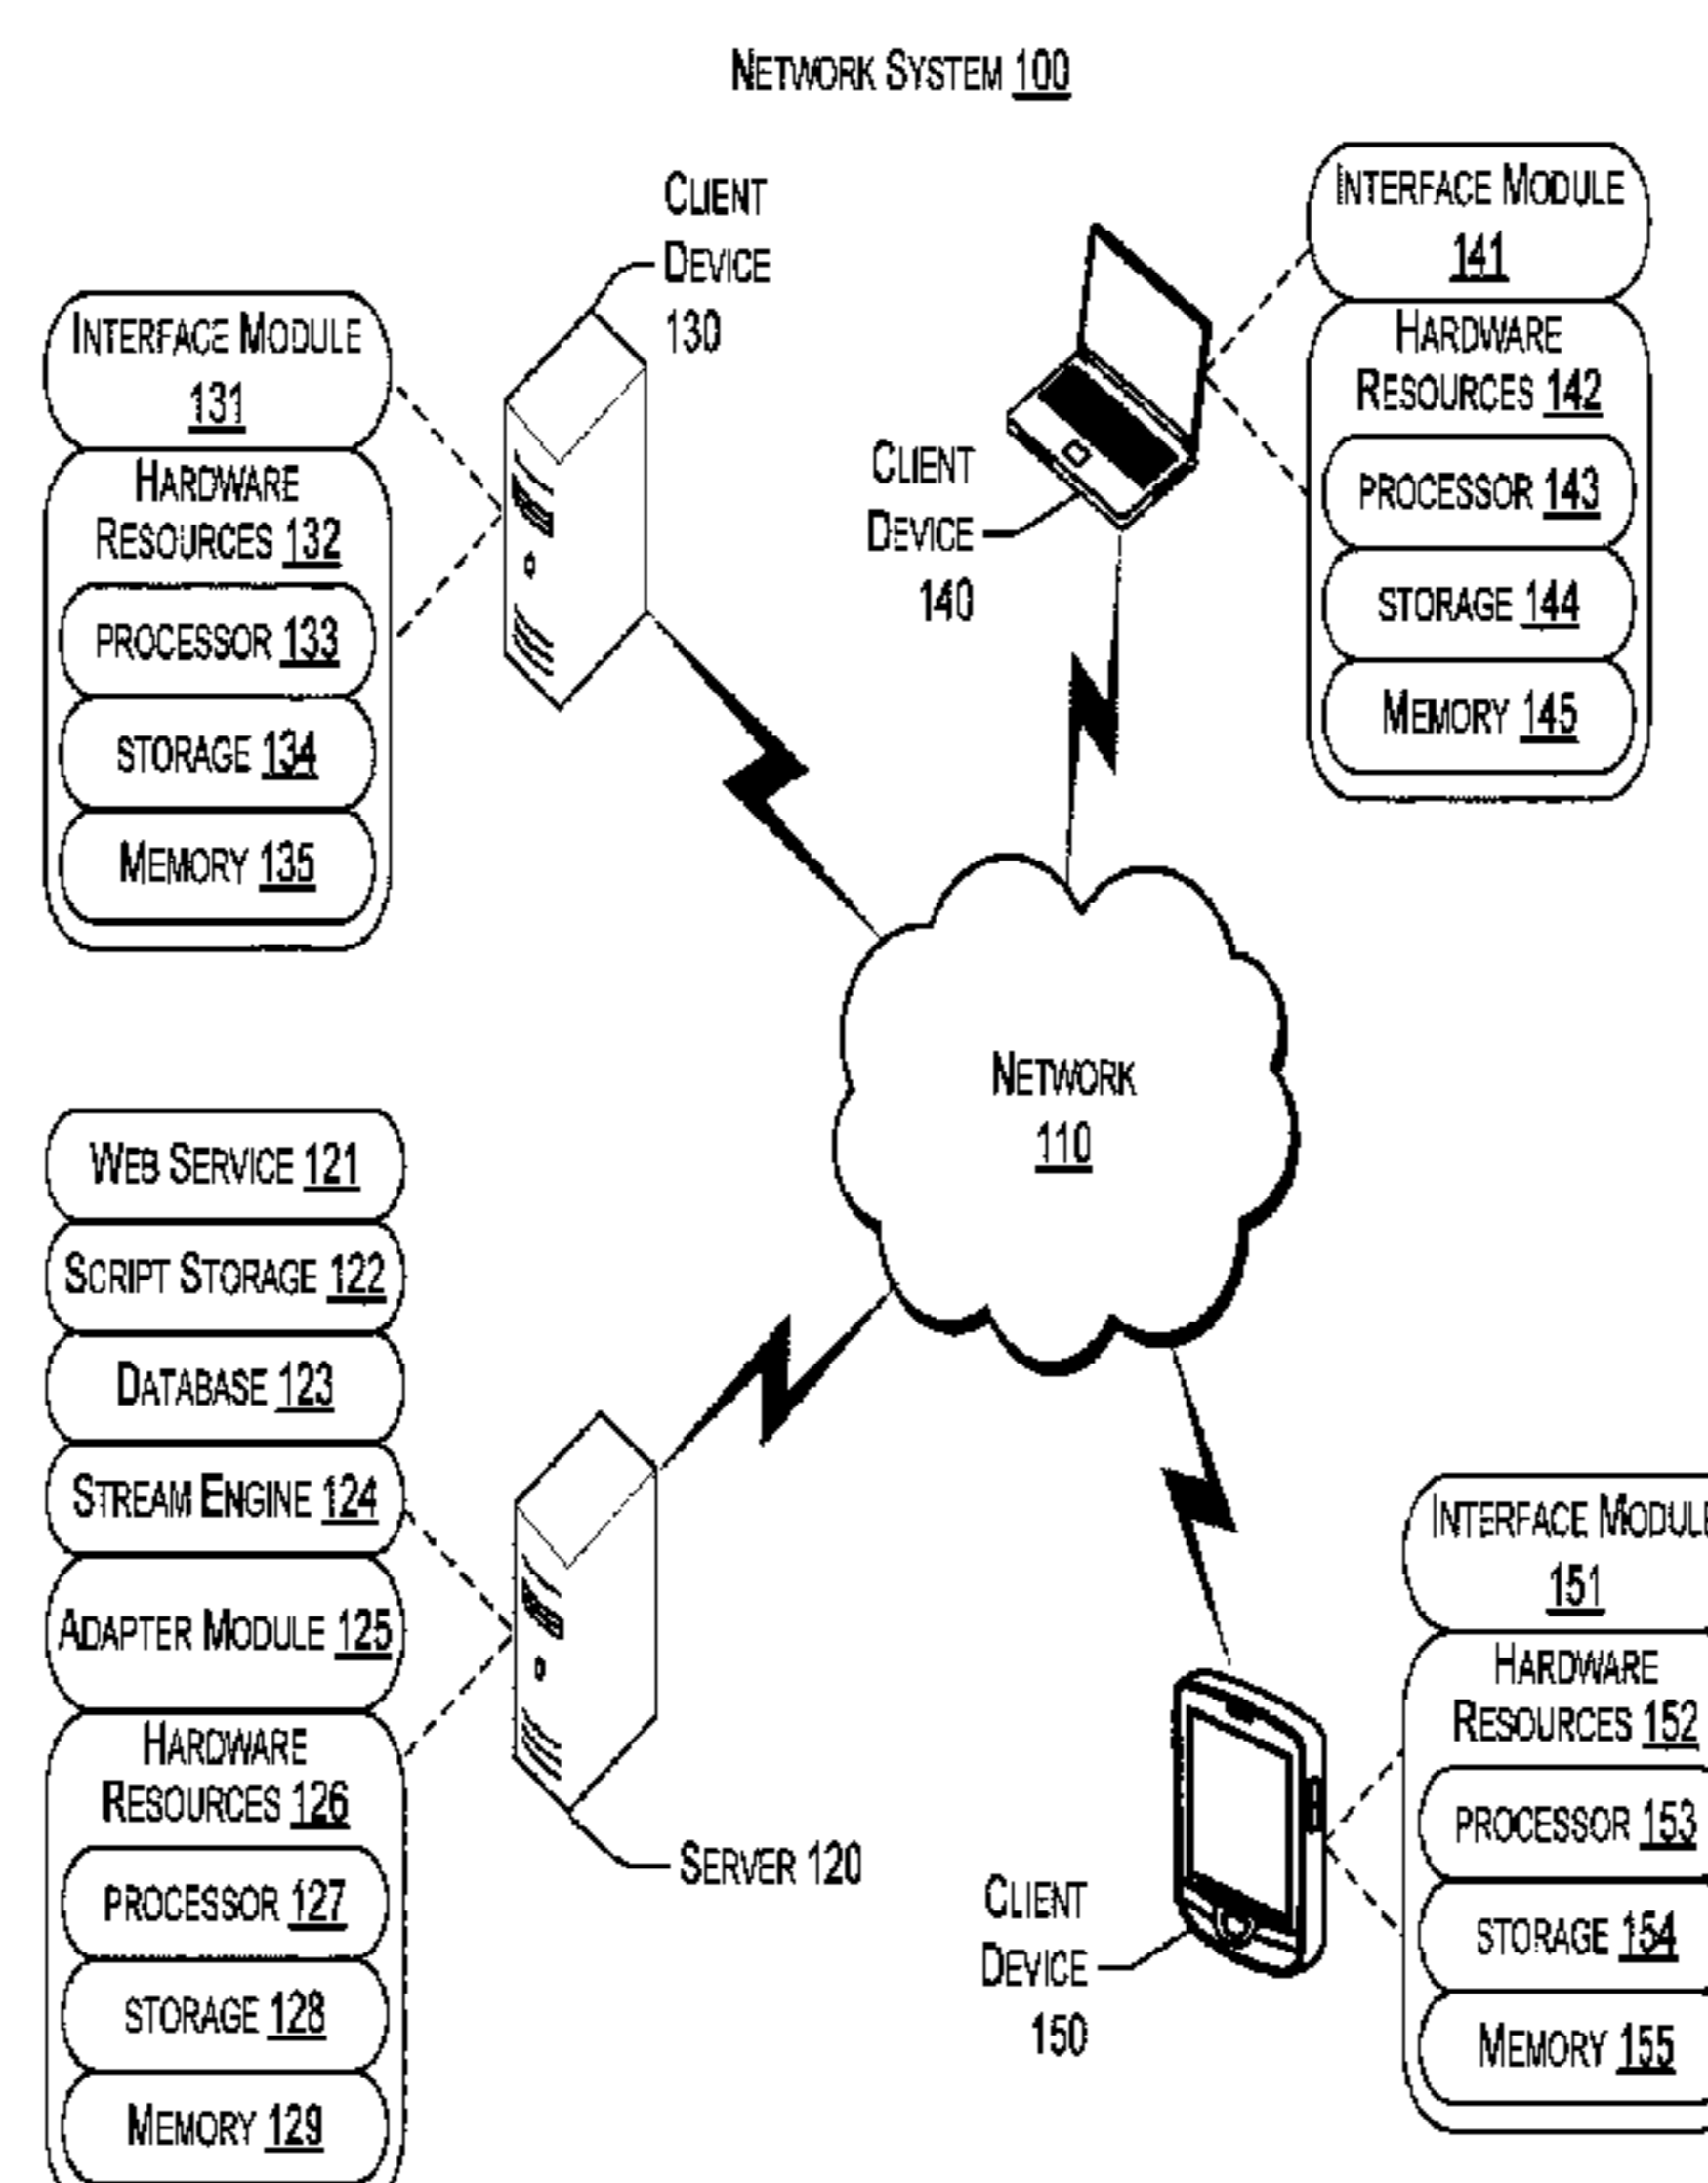 NETWORK SYSTEM 100
CLIENT
DEVICE
130
INTERFACE MODULE
131
HARDWARE
RESOURCES 132
PROCESSOR 133
STORAGE 134
MEMORY 135
INTERFACE MODULE
141
HARDWARE
RESOURCES 142
PROCESSOR 143
STORAGE 144
MEMORY 145
CLIENT
DEVICE
140
NETWORK
110
WEB SERVICE 121
SCRIPT STORAGE 122
DATABASE 123
STREAM ENGINE 124
ADAPTER MODULE 125
HARDWARE
RESOURCES 126
PROCESSOR 127
STORAGE 128
MEMORY 129
SERVER 120
CLIENT
DEVICE
150
INTERFACE MODULE
151
HARDWARE
RESOURCES 152
PROCESSOR 153
STORAGE 154
MEMORY 155